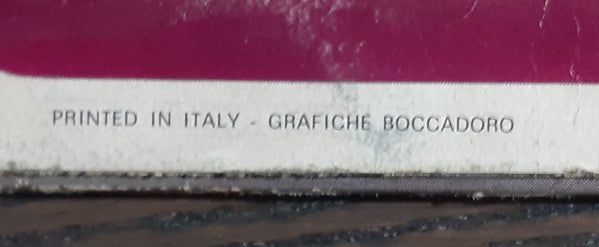 PRINTED IN ITALY - GRAFICHE BOCCADORO